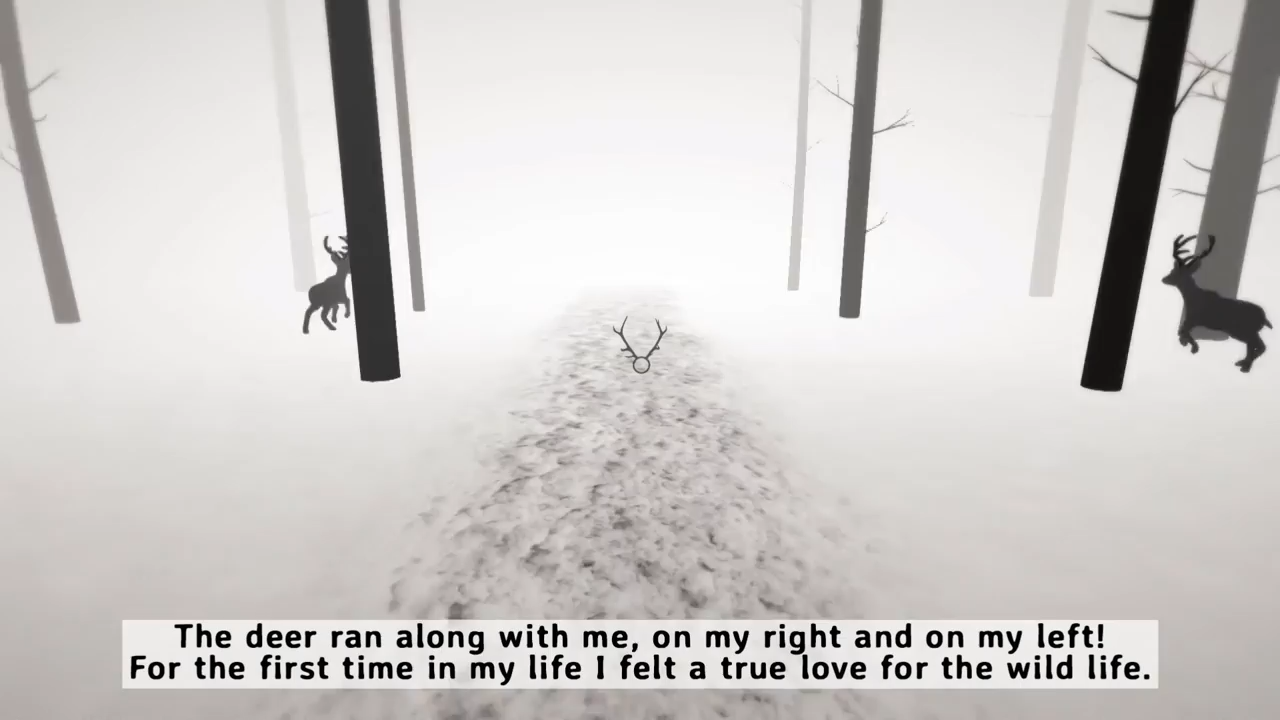 The deer ran along with me, on my right and on my left!
For the first time in my life I felt a true love for the wild life.